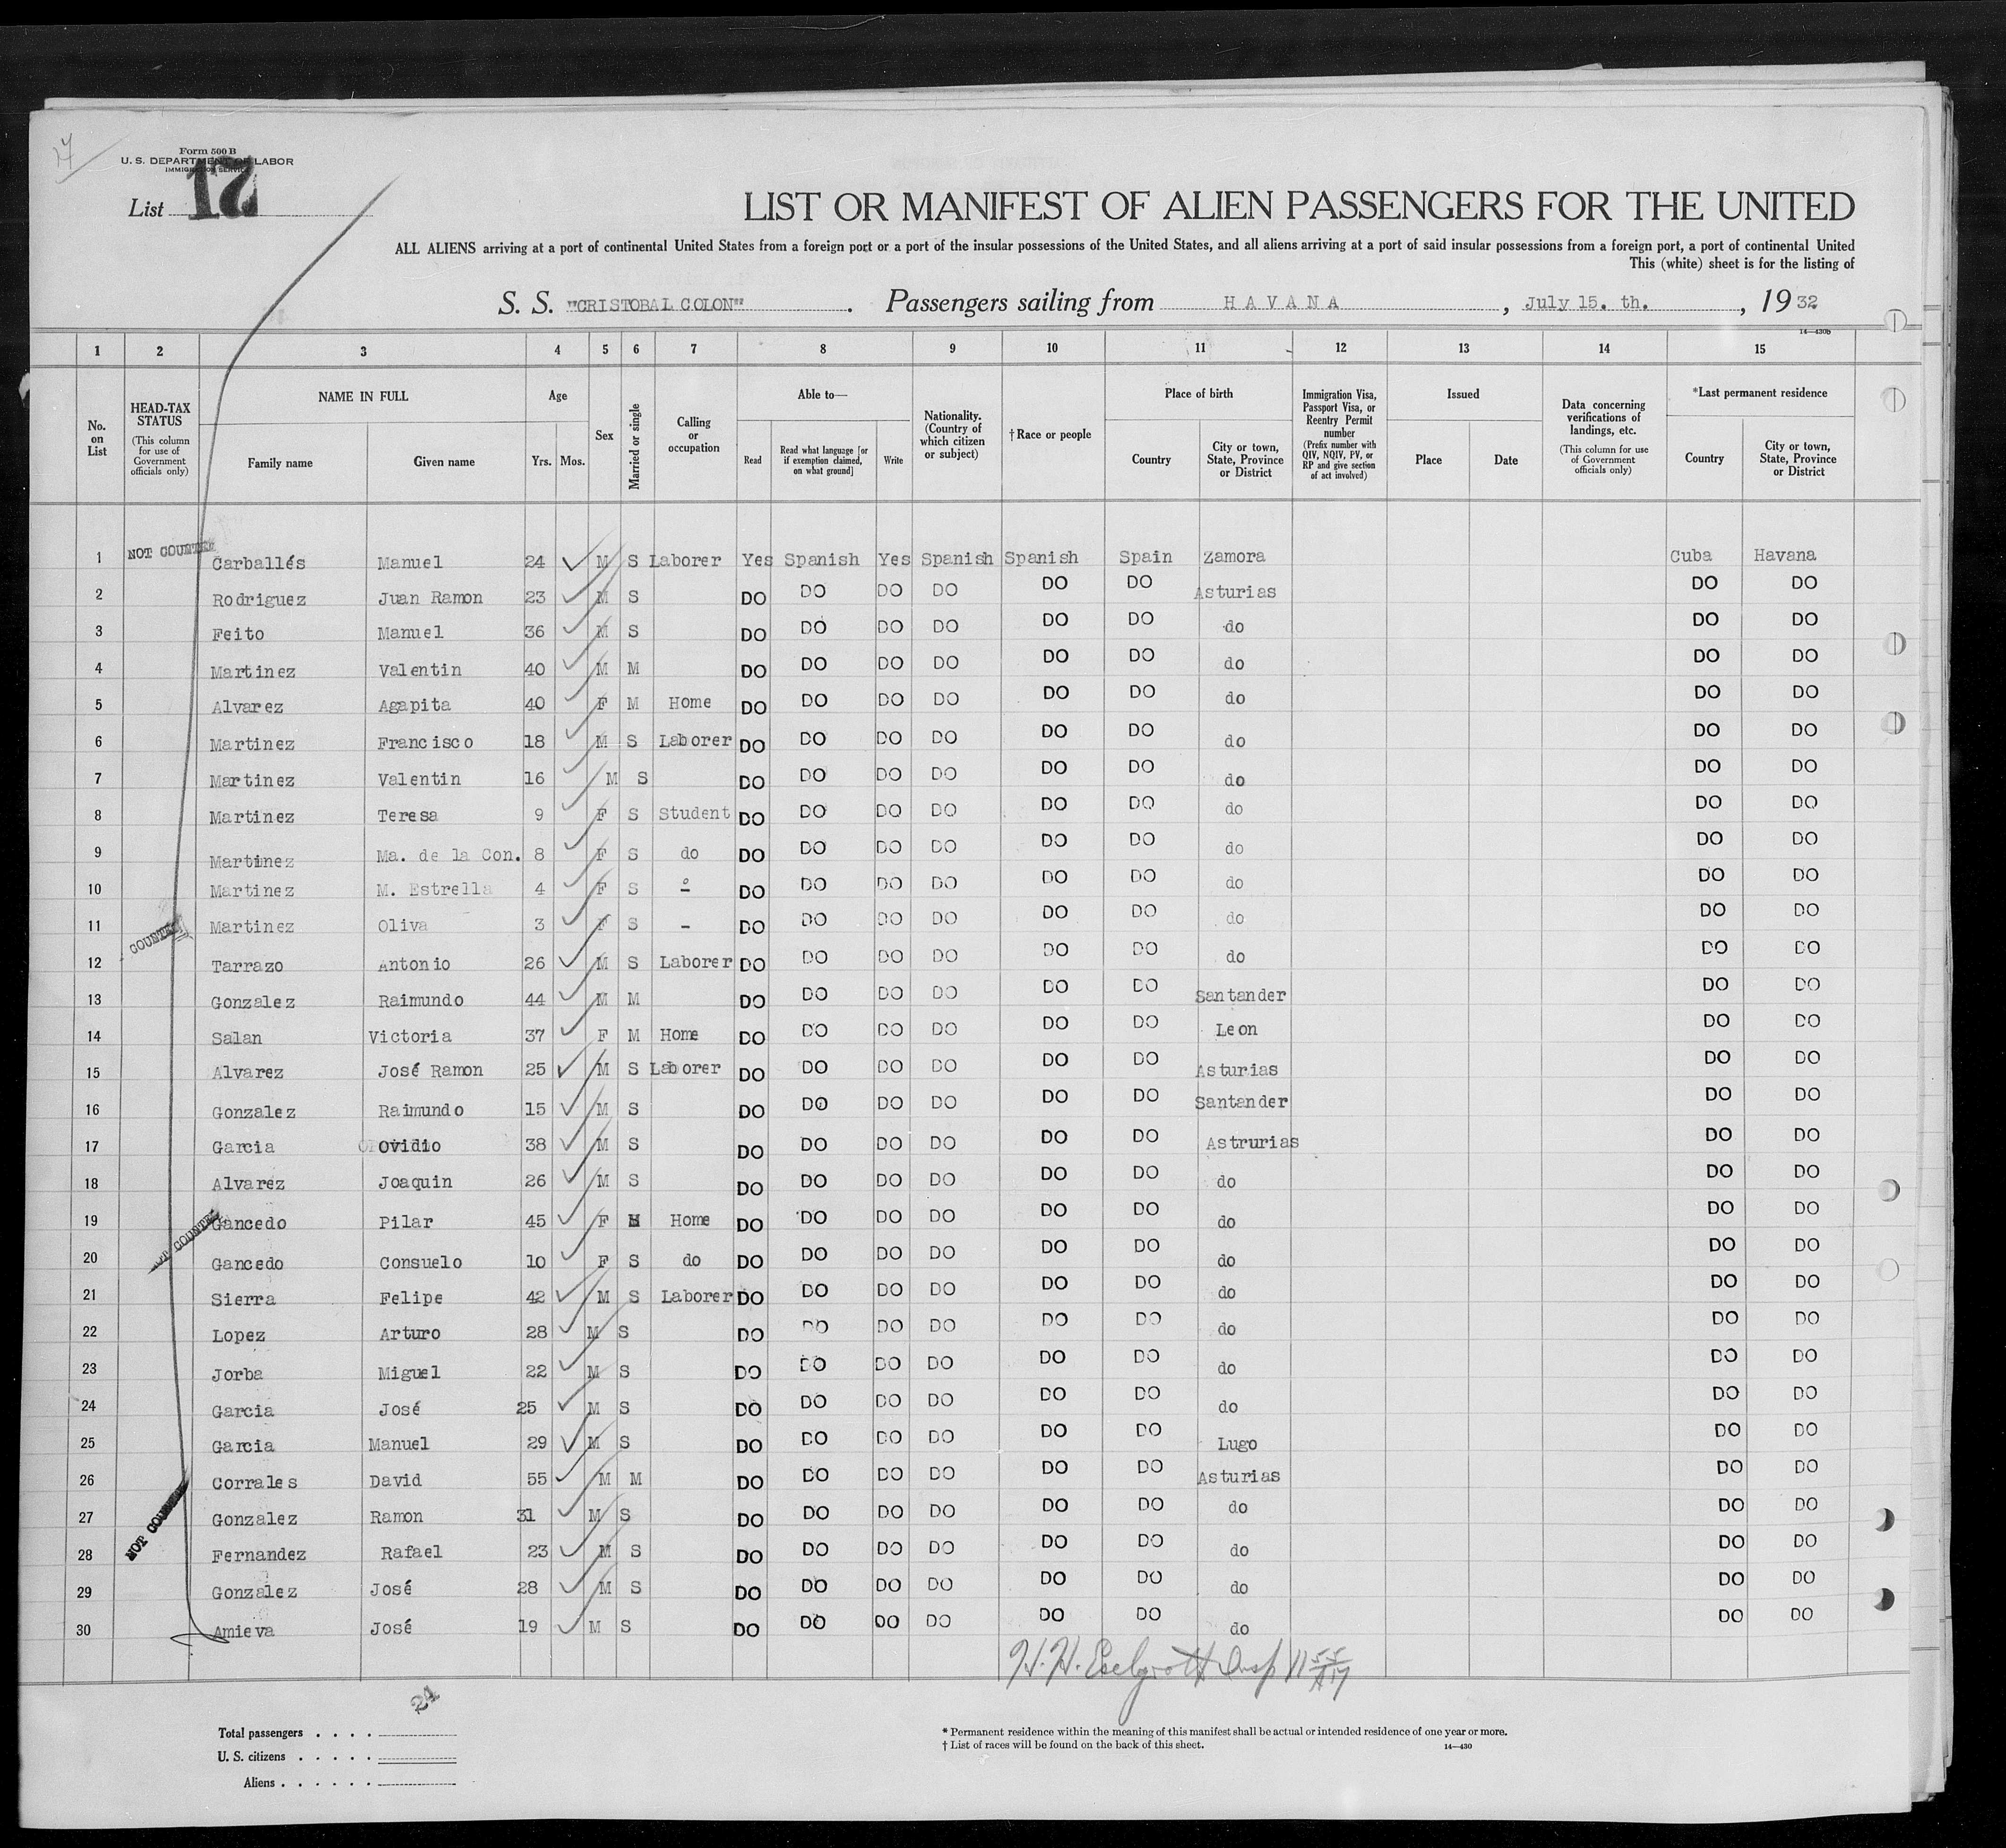 Form 500 B
U. S. DEPARTMENT OF LABOR
IMMIGRATION SERVICE
List 17
LIST OR MANIFEST OF ALIEN PASSENGERS FOR THE UNITED
ALL ALIENS arriving at a port of continental United States from a foreign port or a port of the insular possessions of the United States, and all aliens arriving at a port of said insular possessions from a foreign port, a port of continental United
This (white) sheet is for the listing of
S. S. "CRISTOBAL COLON". Passengers sailing from HAVANA, July 15. th., 1932
14—430b
1 2 3 4 5 6 7 8 9 10 11 12 13 14 15
No. on List
HEAD-TAX STATUS (This column for use of Government officials only)
NAME IN FULL
Family name Given name
Age
Yrs. Mos.
Sex
Married or single
Calling or occupation
Able to—
Read Read what language [or if exemption claimed, on what ground] Write
Nationality. (Country of which citizen or subject)
† Race or people
Place of birth
Country City or town, State, Province or District
Immigration Visa, Passport Visa, or Reentry Permit number (Prefix number with QIV, NQIV, PV, or RP and give section of act involved)
Issued
Place Date
Data concerning verifications of landings, etc. (This column for use of Government officials only)
*Last permanent residence
Country City or town, State, Province or District
1 NOT COUNTED Carballés Manuel 24 M S Laborer Yes Spanish Yes Spanish Spanish Spain Zamora Cuba Havana
2 Rodriguez Juan Ramon 23 M S DO DO DO DO DO DO Asturias DO DO
3 Feito Manuel 36 M S DO DO DO DO DO DO do DO DO
4 Martinez Valentin 40 M M DO DO DO DO DO DO do DO DO
5 Alvarez Agapita 40 F M Home DO DO DO DO DO DO do DO DO
6 Martinez Francisco 18 M S Laborer DO DO DO DO DO DO do DO DO
7 Martinez Valentin 16 M S DO DO DO DO DO DO do DO DO
8 Martinez Teresa 9 F S Student DO DO DO DO DO DO do DO DO
9 Martinez Ma. de la Con. 8 F S do DO DO DO DO DO DO do DO DO
10 Martinez M. Estrella 4 F S - DO DO DO DO DO DO do DO DO
11 COUNTED Martinez Oliva 3 F S - DO DO DO DO DO DO do DO DO
12 Tarrazo Antonio 26 M S Laborer DO DO DO DO DO DO do DO DO
13 Gonzalez Raimundo 44 M M DO DO DO DO DO DO Santander DO DO
14 Salan Victoria 37 F M Home DO DO DO DO DO DO Leon DO DO
15 Alvarez José Ramon 25 M S Laborer DO DO DO DO DO DO Asturias DO DO
16 Gonzalez Raimundo 15 M S DO DO DO DO DO DO Santander DO DO
17 Garcia Ovidio 38 M S DO DO DO DO DO DO Astrurias DO DO
18 Alvarez Joaquin 26 M S DO DO DO DO DO DO do DO DO
19 NOT COUNTED Gancedo Pilar 45 F Home DO DO DO DO DO DO do DO DO
20 Gancedo Consuelo 10 F S do DO DO DO DO DO DO do DO DO
21 Sierra Felipe 42 M S Laborer DO DO DO DO DO DO do DO DO
22 Lopez Arturo 28 M S DO DO DO DO DO DO do DO DO
23 Jorba Miguel 22 M S DO DO DO DO DO DO do DO DO
24 Garcia José 25 M S DO DO DO DO DO DO do DO DO
25 Garcia Manuel 29 M S DO DO DO DO DO DO Lugo DO DO
26 Corrales David 55 M M DO DO DO DO DO DO Asturias DO DO
27 NOT COUNTED Gonzalez Ramon 31 M S DO DO DO DO DO DO do DO DO
28 Fernandez Rafael 23 M S DO DO DO DO DO DO do DO DO
29 Gonzalez José 28 M S DO DO DO DO DO DO do DO DO
30 Amieva José 19 M S DO DO DO DO DO DO do DO DO
H. H. Insp
24
Total passengers
U. S. citizens
Aliens
* Permanent residence within the meaning of this manifest shall be actual or intended residence of one year or more.
† List of races will be found on the back of this sheet. 14—430